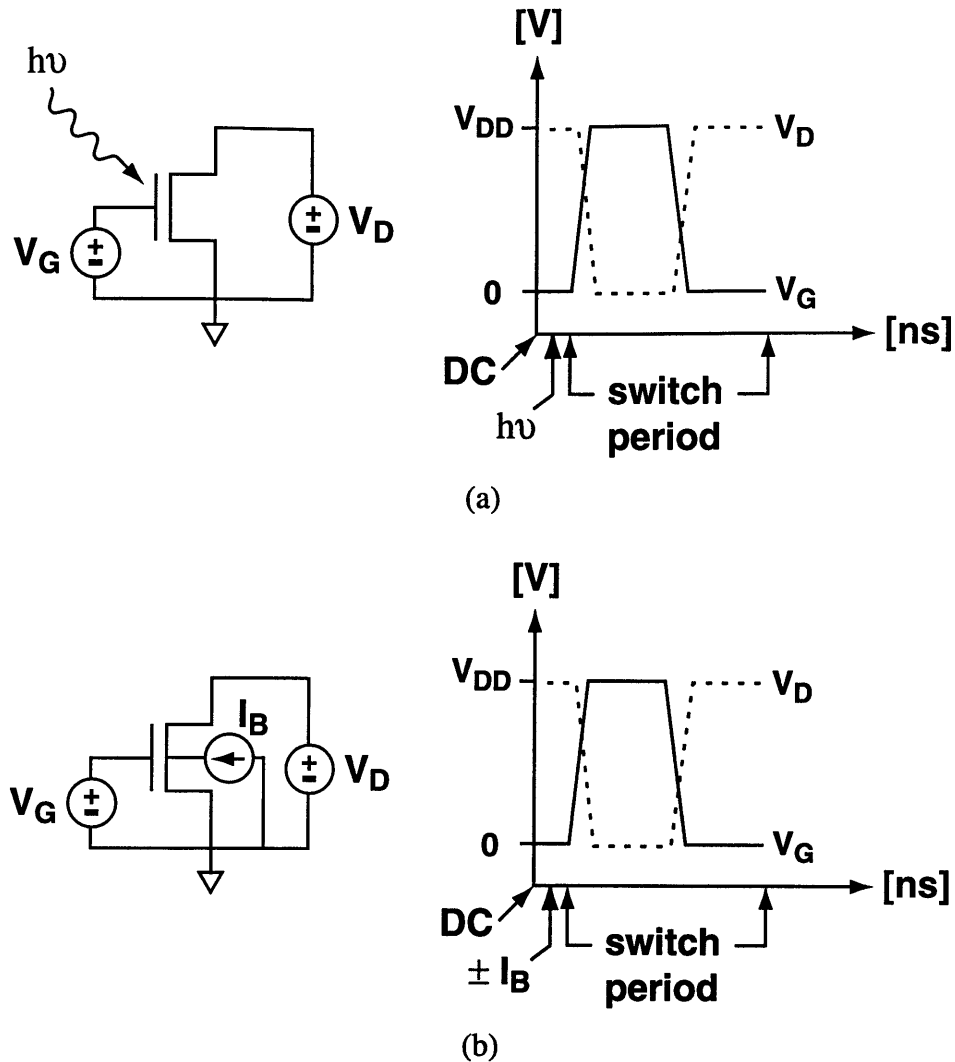 [V]
hυ
V_DD
V_D
+
−
V_G
+
−
V_D
0
V_G
[ns]
DC
hυ
switch
period
(a)
[V]
V_DD
V_D
I_B
V_G
+
−
+
−
V_D
0
V_G
[ns]
DC
± I_B
switch
period
(b)